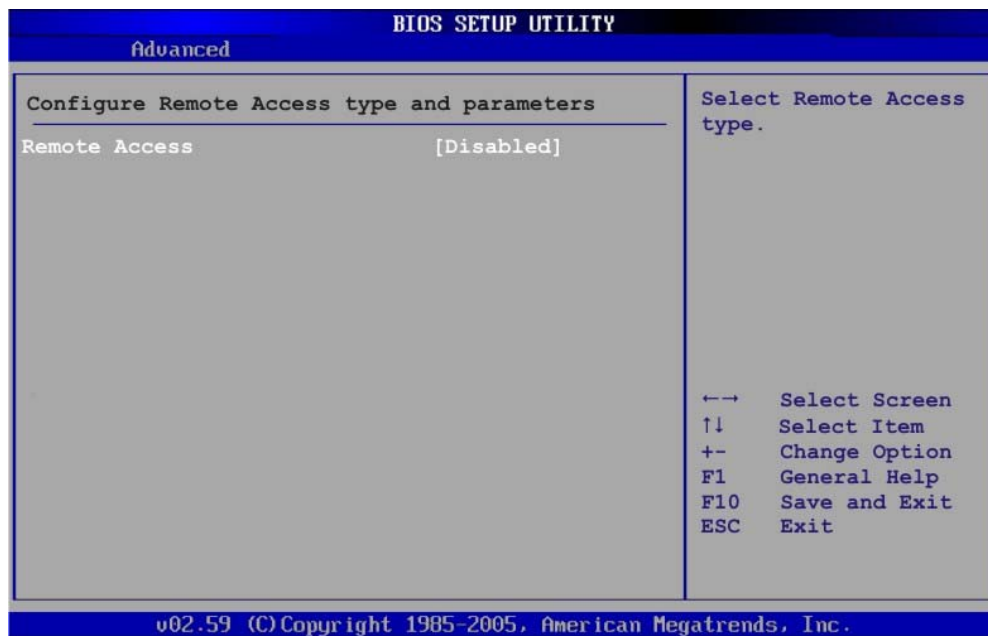 BIOS SETUP UTILITY
Advanced
Configure Remote Access type and parameters
Remote Access [Disabled]
Select Remote Access
type.
←→ Select Screen
↑↓ Select Item
+- Change Option
F1 General Help
F10 Save and Exit
ESC Exit
v02.59 (C)Copyright 1985-2005, American Megatrends, Inc.